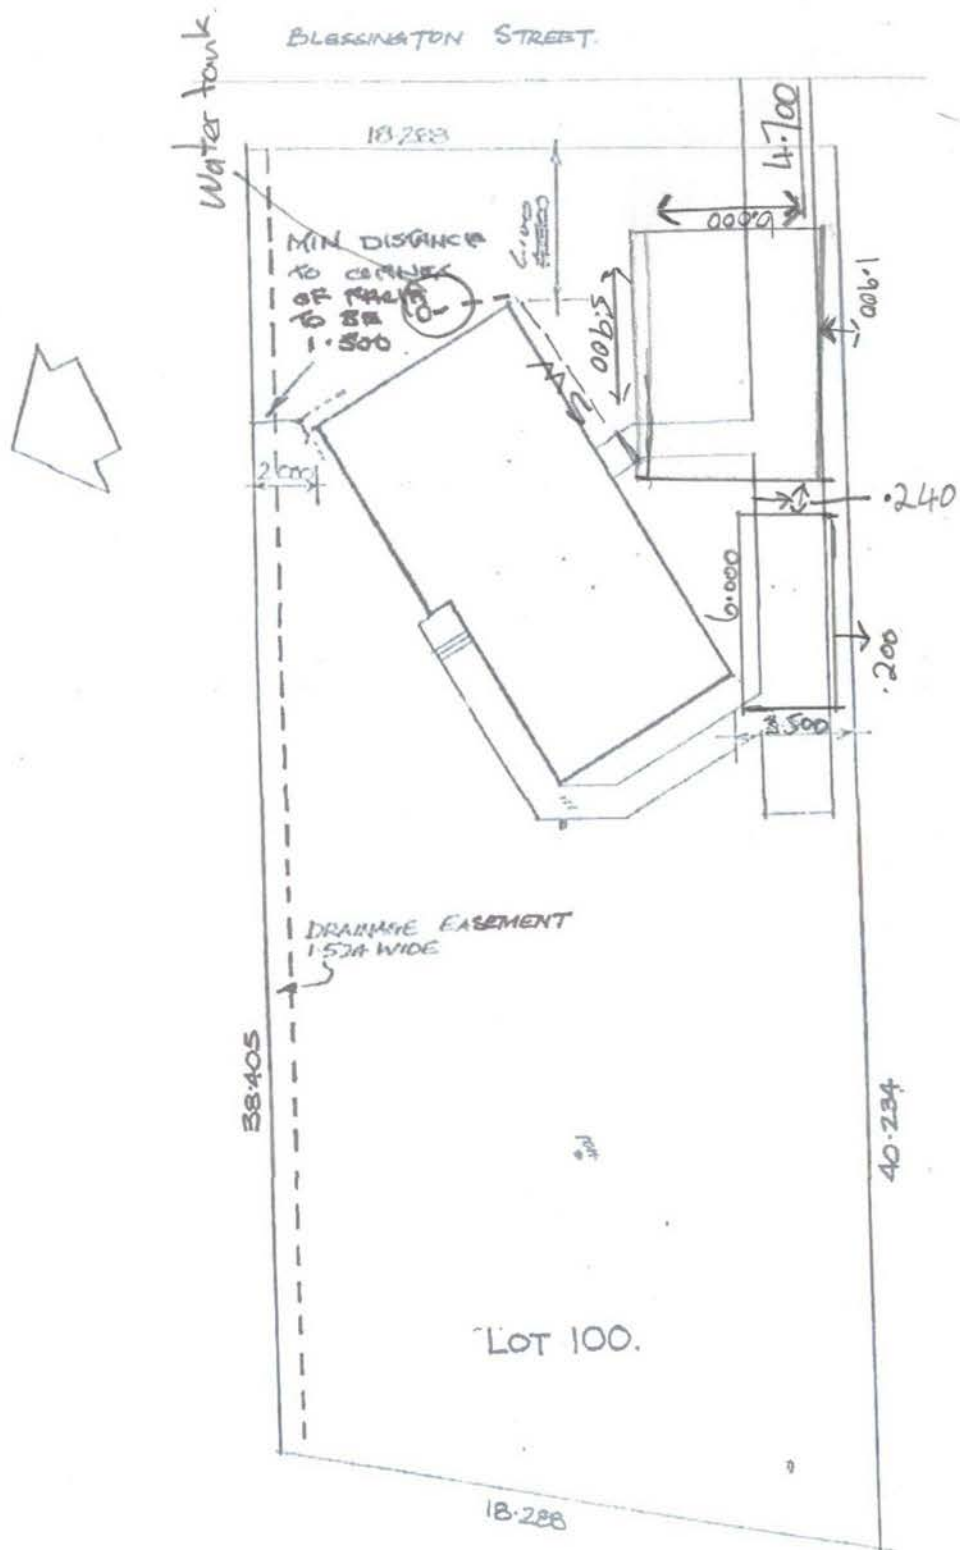 BLESSINGTON STREET.
Water tank
18.288
4.700
6.000
MIN DISTANCE
TO CORNER
OF
TO BE
1.500
5.900
1.900
2.000
.240
6.000
.200
3.500
DRAINAGE EASEMENT
1.524 WIDE
38.405
40.234
LOT 100.
18.288